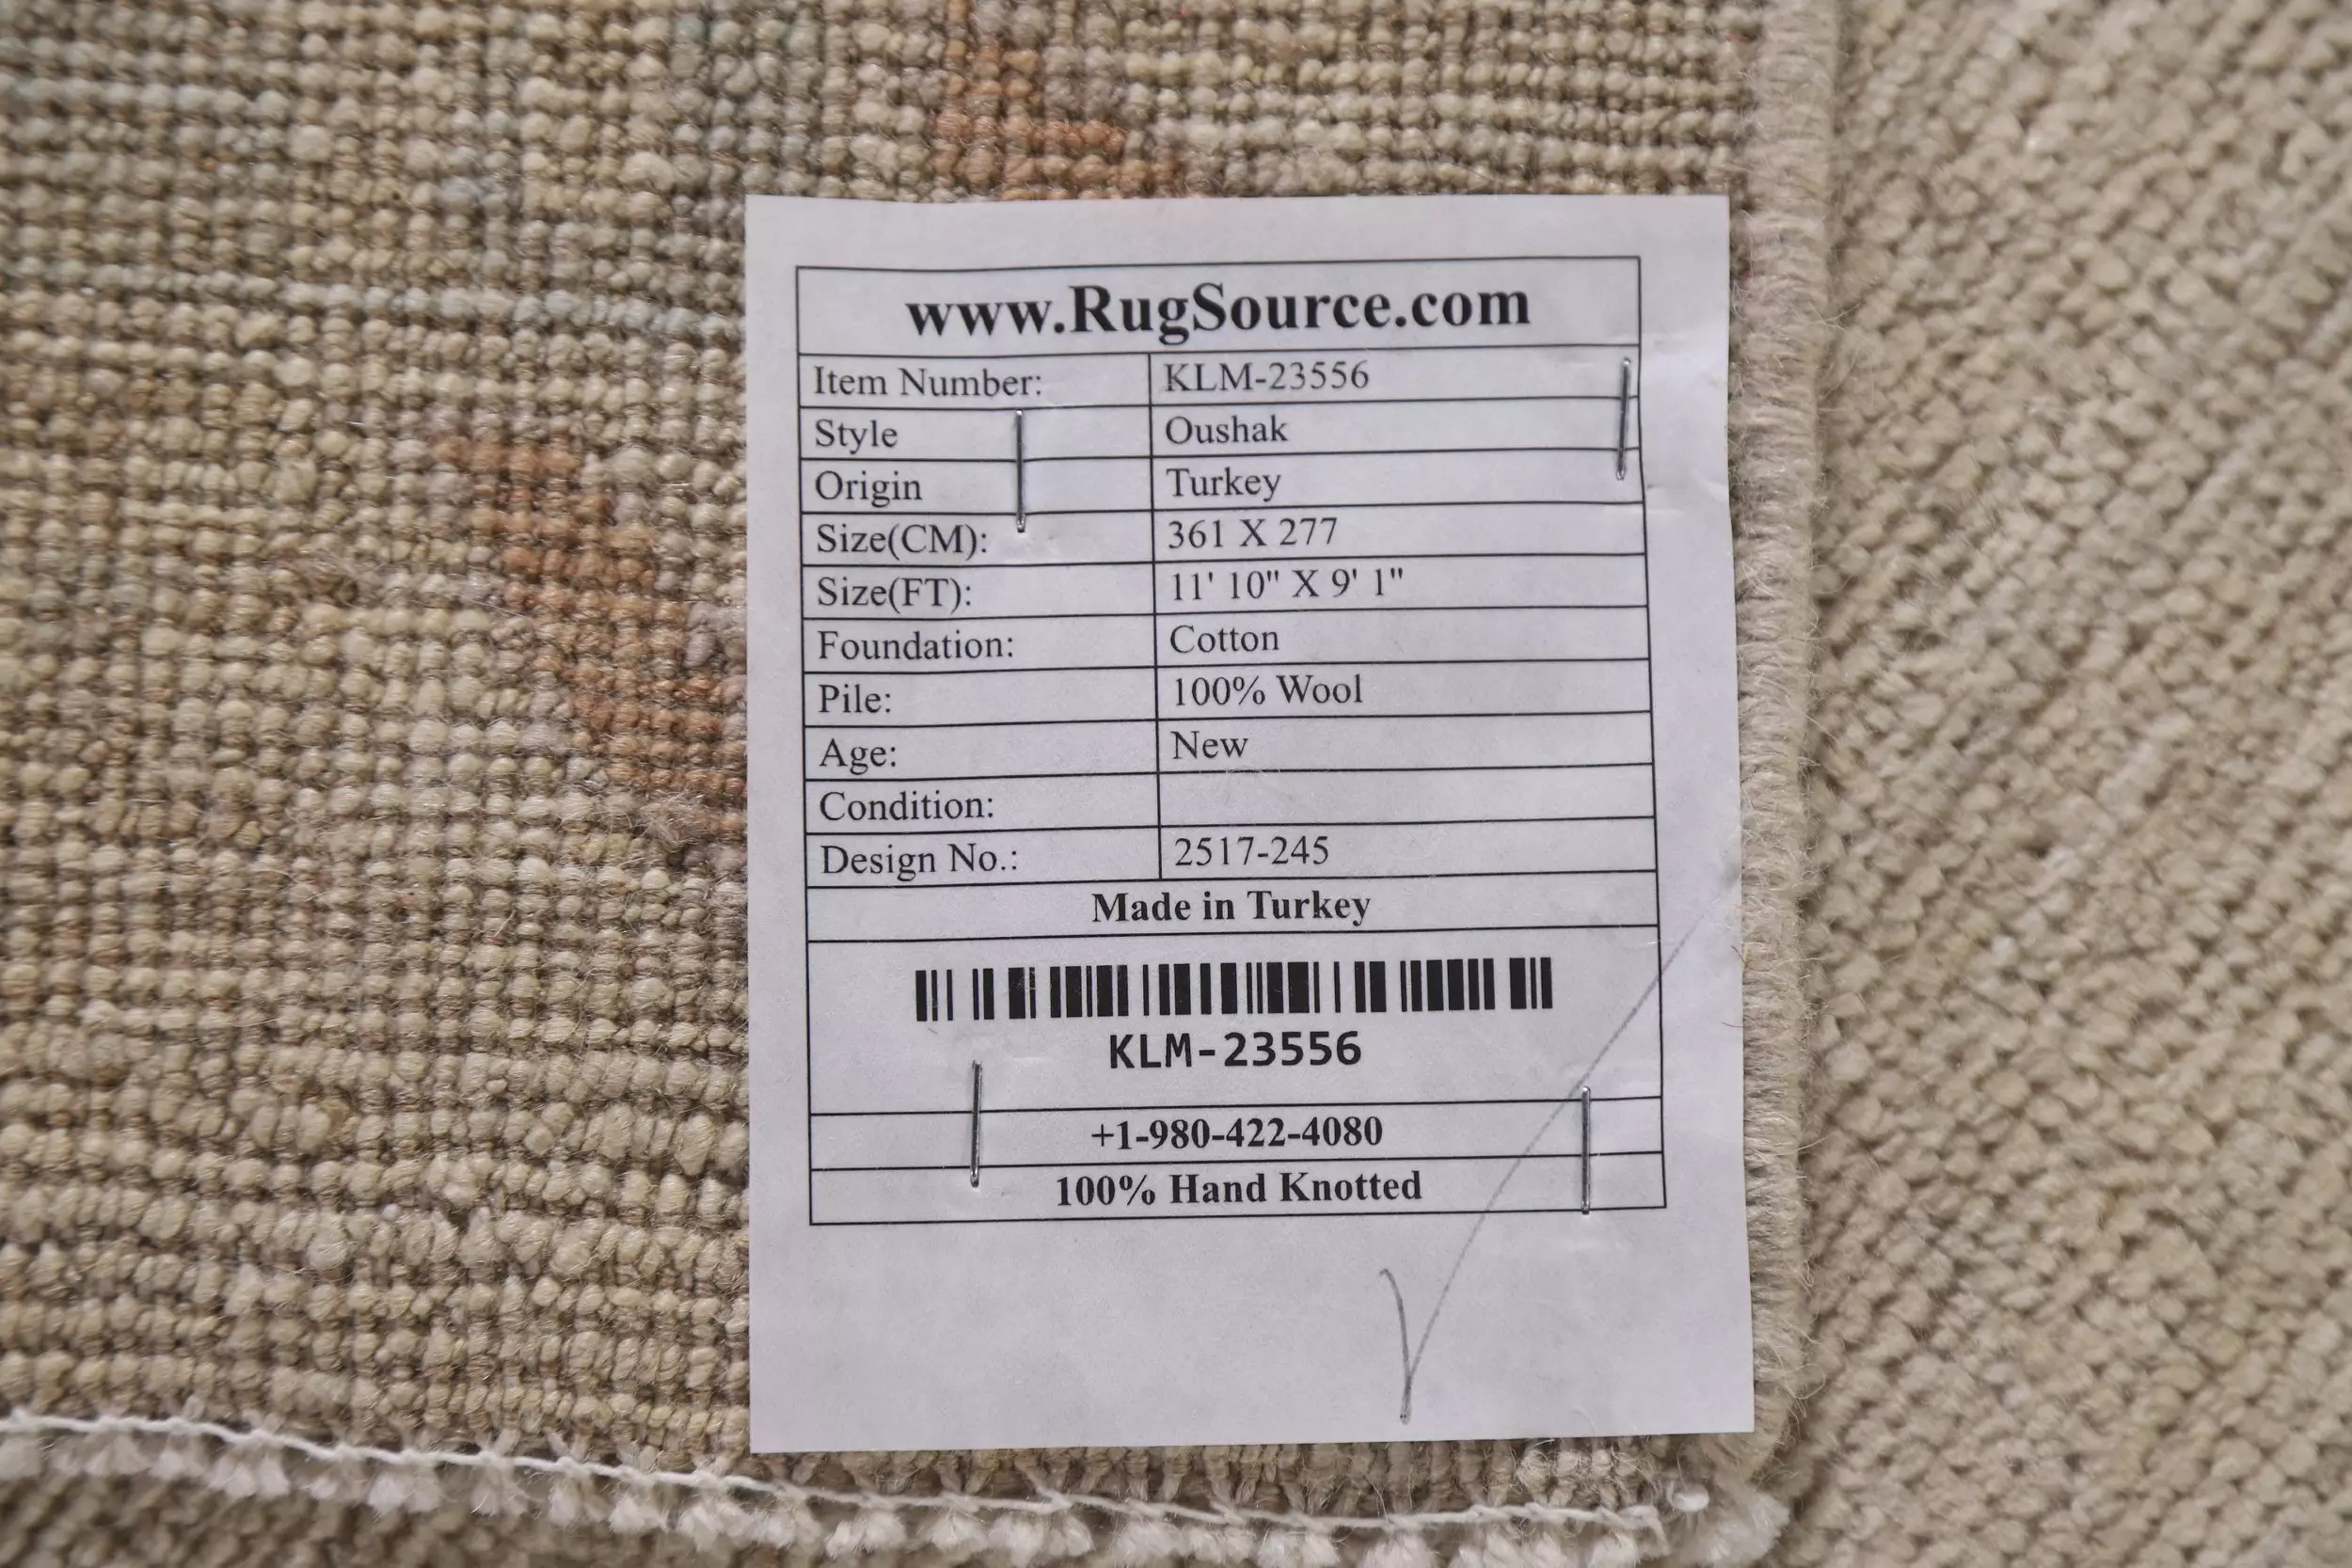 www.RugSource.com
Item Number: KLM-23556
Style Oushak
Origin Turkey
Size(CM): 361 X 277
Size(FT): 11' 10" X 9' 1"
Foundation: Cotton
Pile: 100% Wool
Age: New
Condition:
Design No.: 2517-245
Made in Turkey
KLM-23556
+1-980-422-4080
100% Hand Knotted